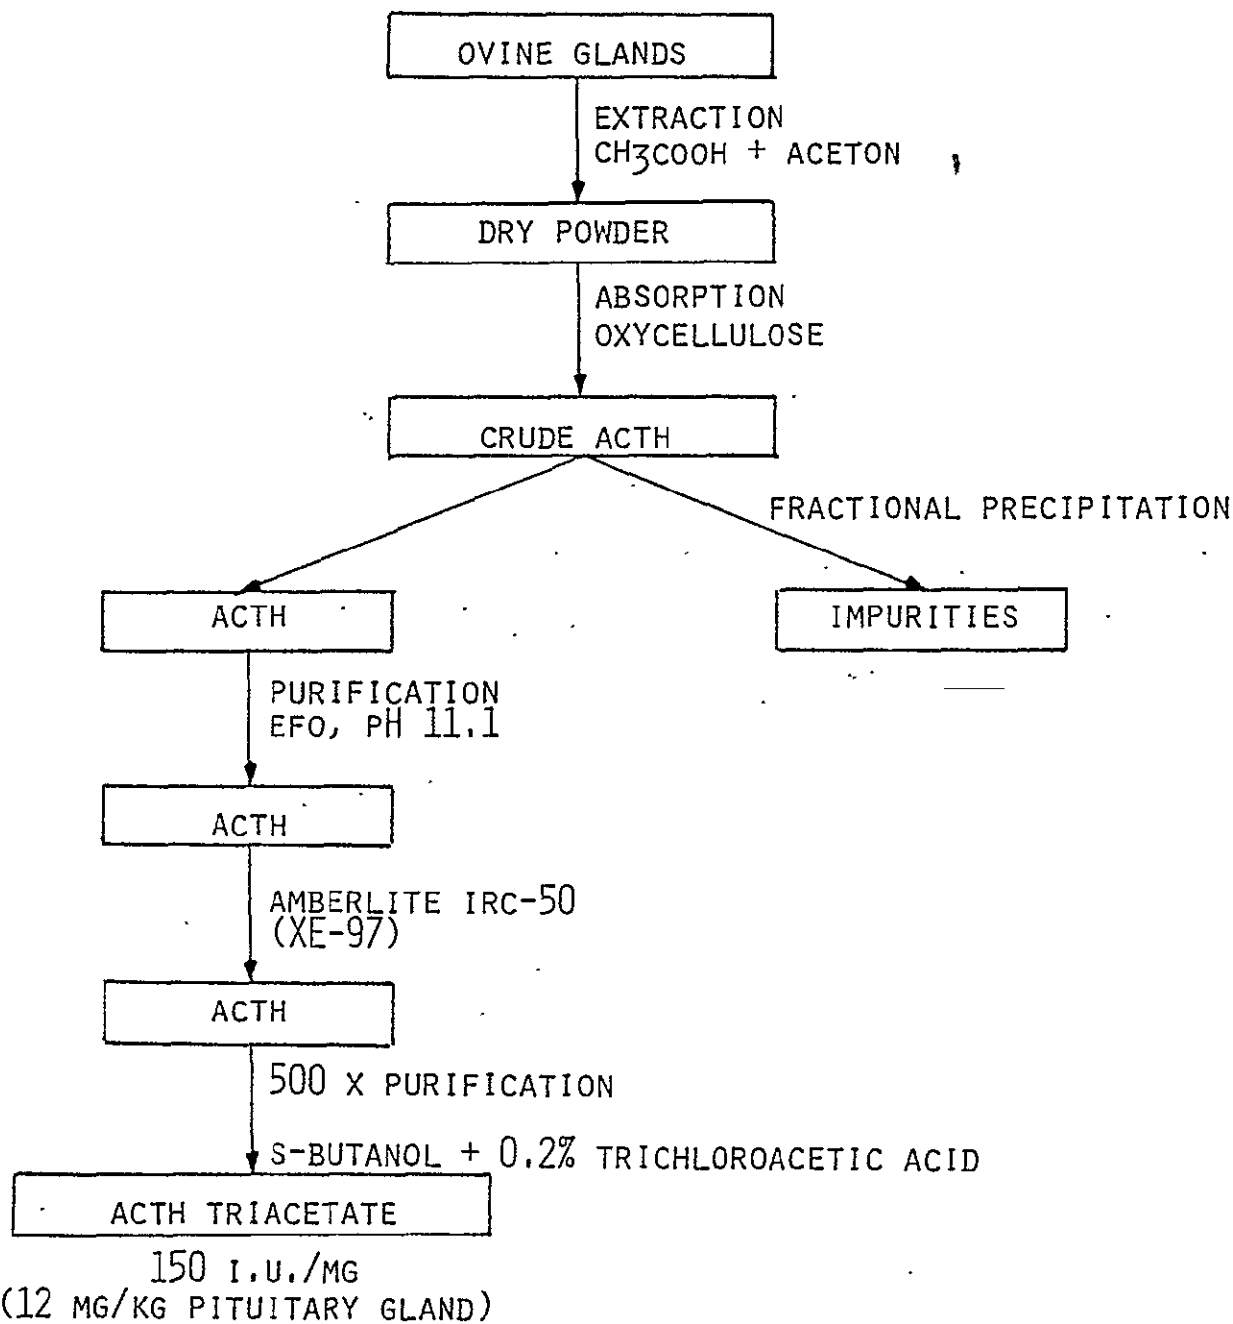 OVINE GLANDS
EXTRACTION
CH3COOH + ACETON
DRY POWDER
ABSORPTION
OXYCELLULOSE
CRUDE ACTH
FRACTIONAL PRECIPITATION
ACTH
IMPURITIES
PURIFICATION
EFO, PH 11.1
ACTH
AMBERLITE IRC-50
(XE-97)
ACTH
500 X PURIFICATION
S-BUTANOL + 0.2% TRICHLOROACETIC ACID
ACTH TRIACETATE
150 I.U./MG
(12 MG/KG PITUITARY GLAND)